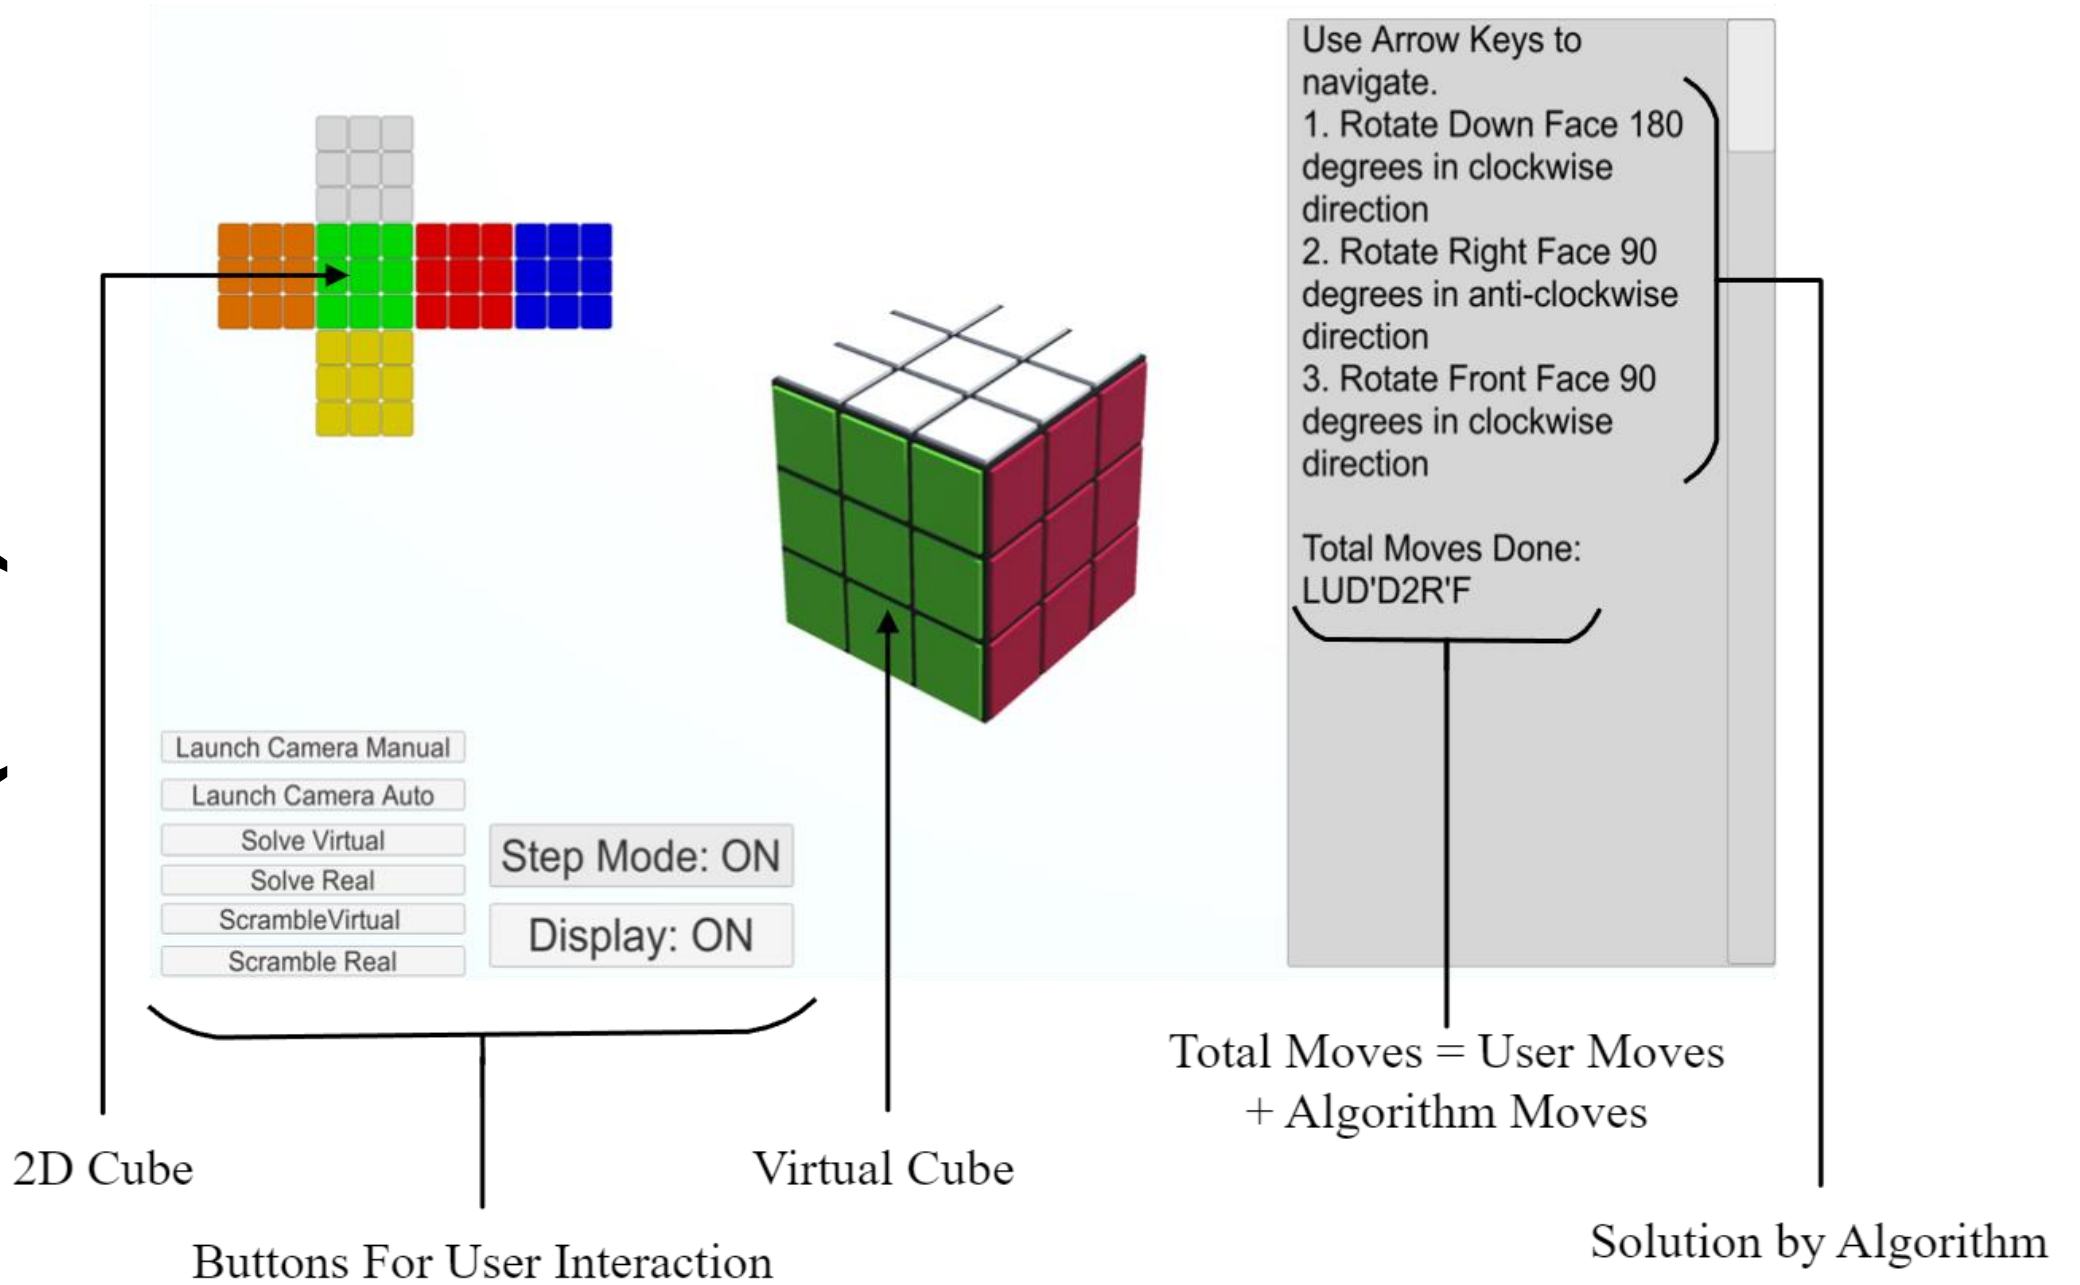 Use Arrow Keys to
navigate.
1. Rotate Down Face 180
degrees in clockwise
direction
2. Rotate Right Face 90
degrees in anti-clockwise
direction
3. Rotate Front Face 90
degrees in clockwise
direction
Total Moves Done:
LUD'D2R'F
Launch Camera Manual
Launch Camera Auto
Solve Virtual
Solve Real
ScrambleVirtual
Scramble Real
Step Mode: ON
Display: ON
2D Cube
Buttons For User Interaction
Virtual Cube
Total Moves = User Moves
+ Algorithm Moves
Solution by Algorithm